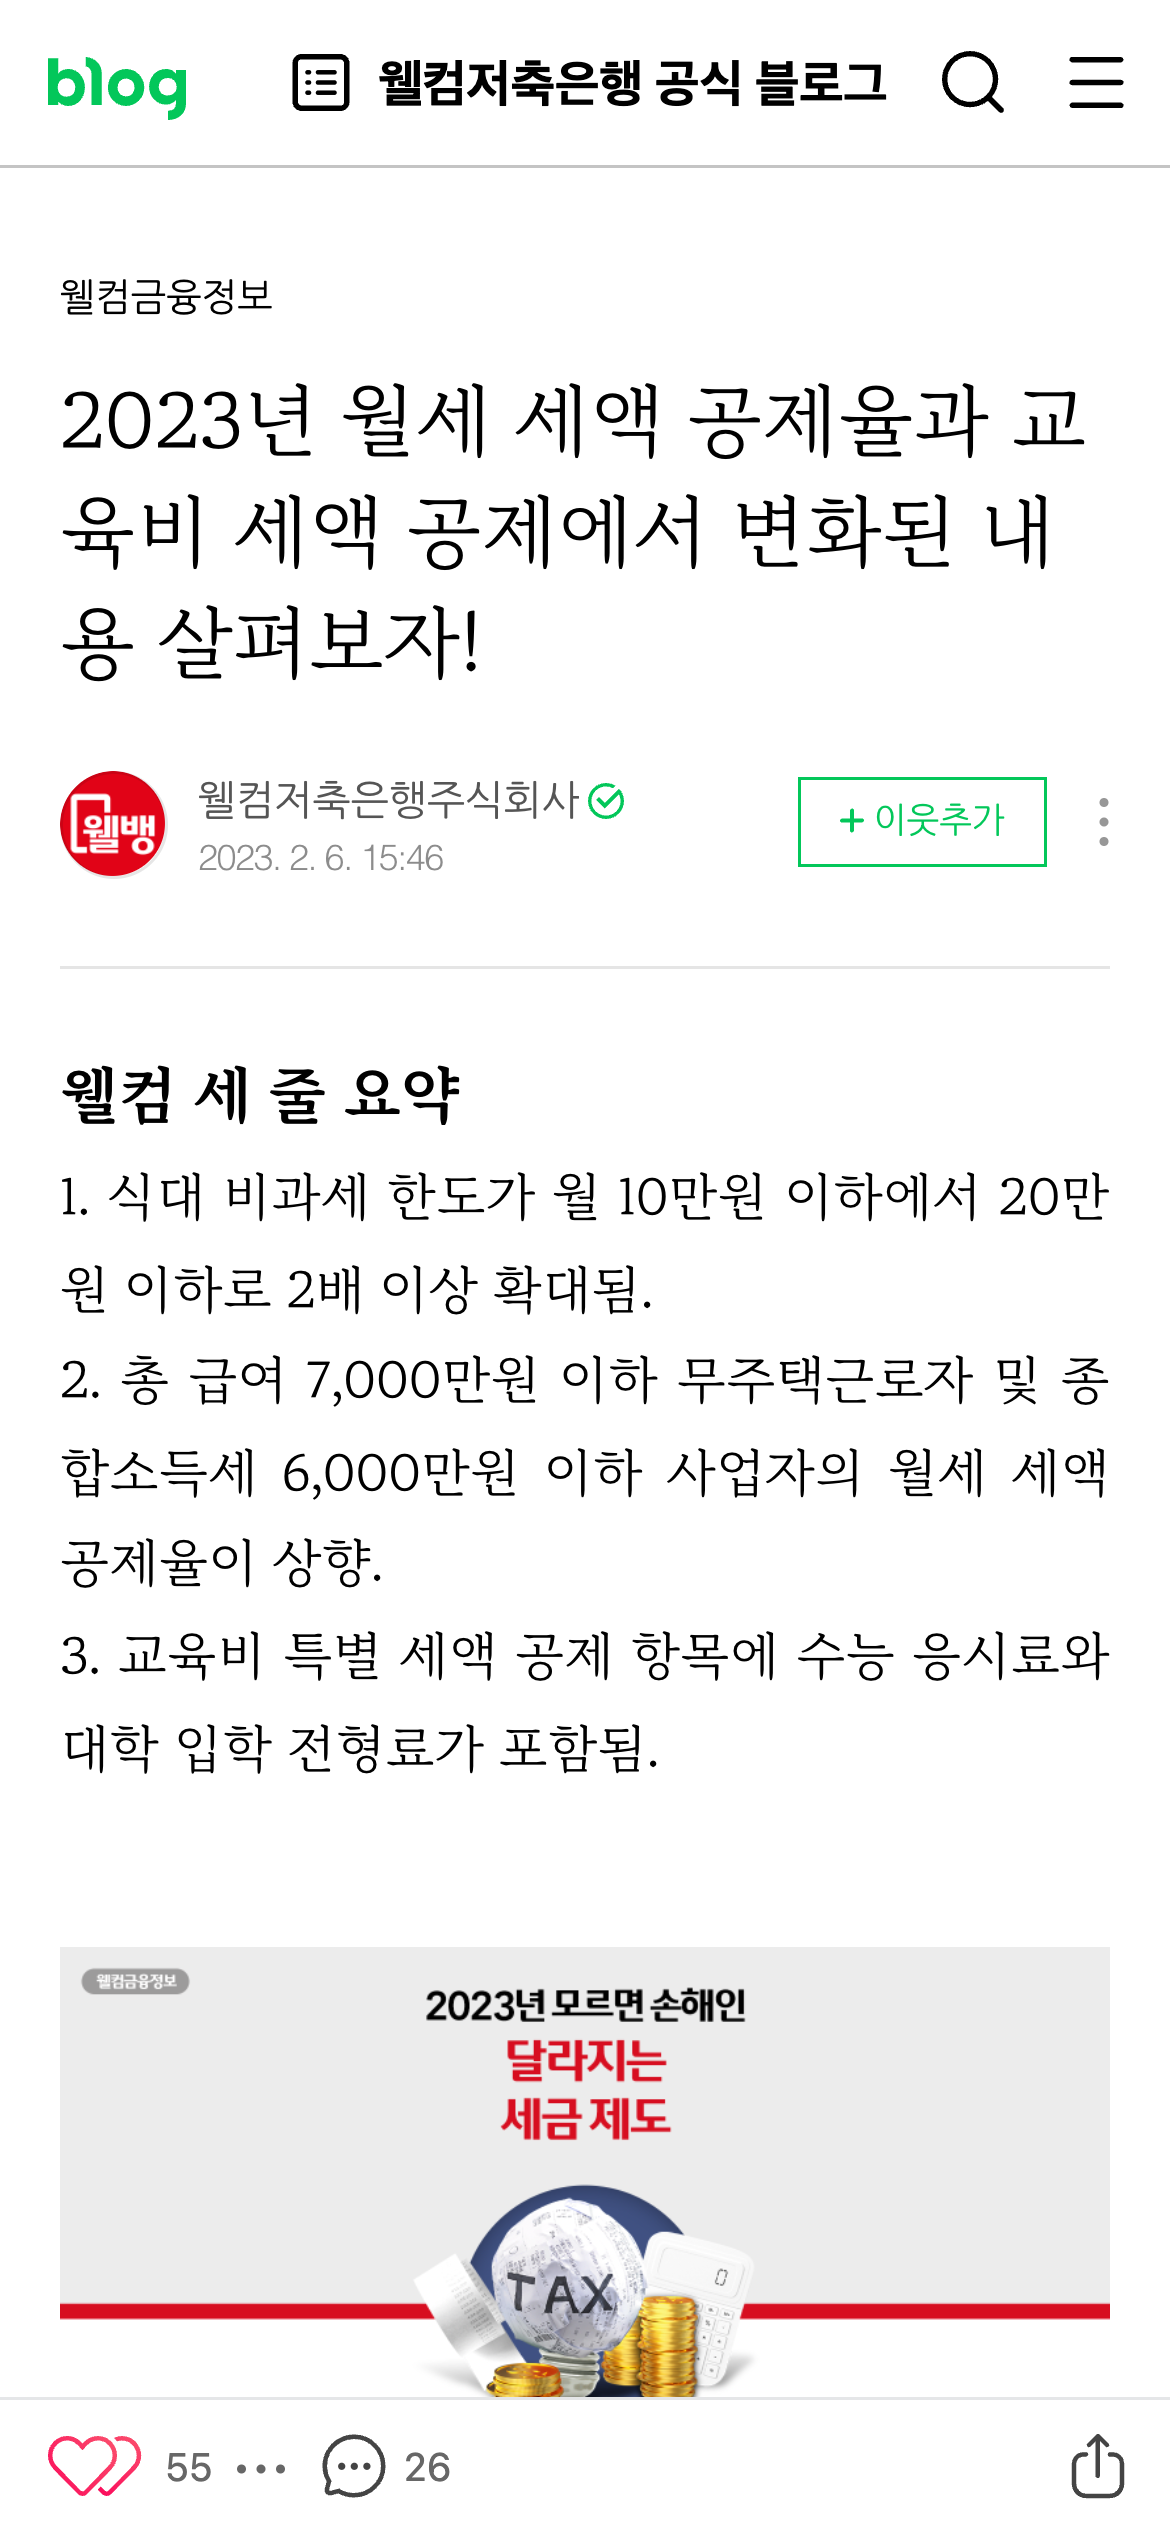 blog
웰컴저축은행 공식 블로그
웰컴금융정보
2023년 월세 세액 공제율과 교
육비 세액 공제에서 변화된 내
용 살펴보자!
웰뱅
웰컴저축은행주식회사
2023. 2. 6. 15:46
+ 이웃추가
웰컴 세 줄 요약
1. 식대 비과세 한도가 월 10만원 이하에서 20만
원 이하로 2배 이상 확대됨.
2. 총 급여 7,000만원 이하 무주택근로자 및 종
합소득세 6,000만원 이하 사업자의 월세 세액
공제율이 상향.
3. 교육비 특별 세액 공제 항목에 수능 응시료와
대학 입학 전형료가 포함됨.
웰컴금융정보
2023년 모르면 손해인
달라지는
세금 제도
TAX
0
55
26